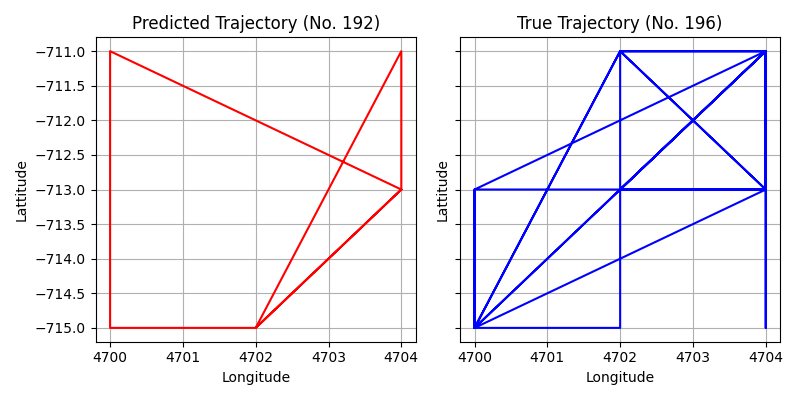 Predicted Trajectory (No. 192)
True Trajectory (No. 196)
Lattitude
−711.0
−711.5
−712.0
−712.5
−713.0
−713.5
−714.0
−714.5
−715.0
4700 4701 4702 4703 4704
Longitude
Lattitude
4700 4701 4702 4703 4704
Longitude